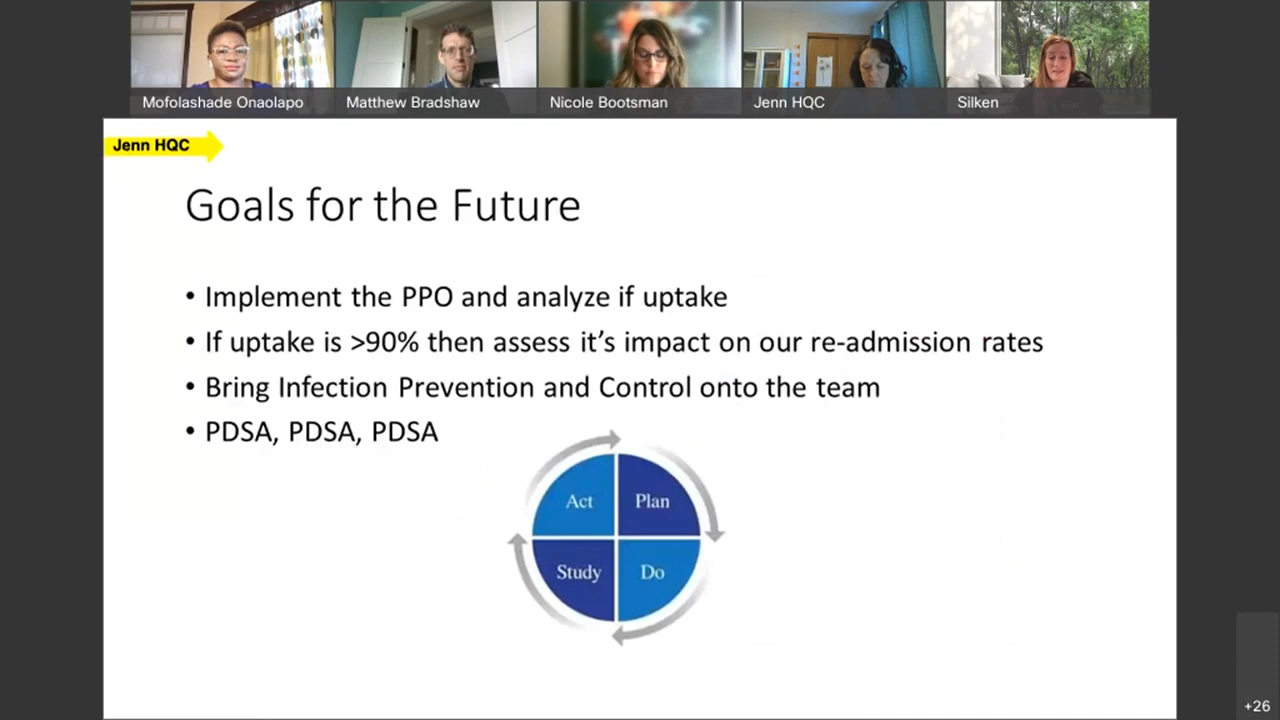 Mofolashade Onaolapo
Matthew Bradshaw
Nicole Bootsman
Jenn HQC
Silken
Jenn HQC
Goals for the Future
• Implement the PPO and analyze if uptake
• If uptake is >90% then assess it’s impact on our re-admission rates
• Bring Infection Prevention and Control onto the team
• PDSA, PDSA, PDSA
Act
Plan
Study
Do
+26